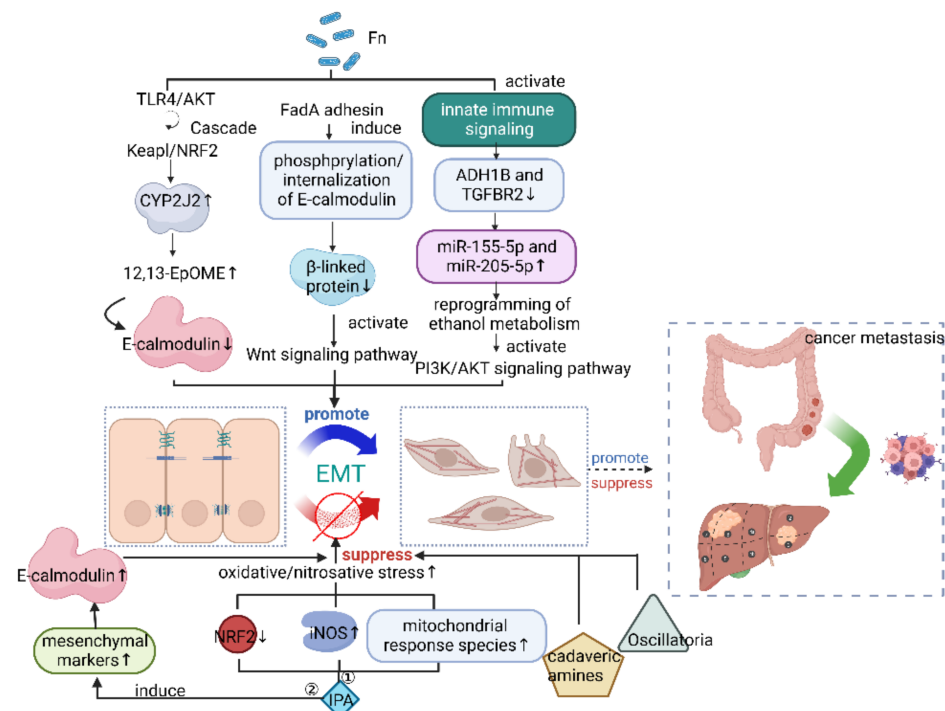 Fn
activate
TLR4/AKT
Cascade
Keapl/NRF2
CYP2J2↑
12,13-EpOME↑
E-calmodulin↓
FadA adhesin
induce
phosphprylation/
internalization
of E-calmodulin
β-linked
protein↓
activate
Wnt signaling pathway
innate immune
signaling
ADH1B and
TGFBR2↓
miR-155-5p and
miR-205-5p↑
reprogramming of
ethanol metabolism
activate
PI3K/AKT signaling pathway
promote
EMT
suppress
promote
suppress
cancer metastasis
E-calmodulin↑
mesenchymal
markers↑
induce
oxidative/nitrosative stress↑
NRF2↓
iNOS↑
mitochondrial
response species↑
①
②
IPA
cadaveric
amines
Oscillatoria